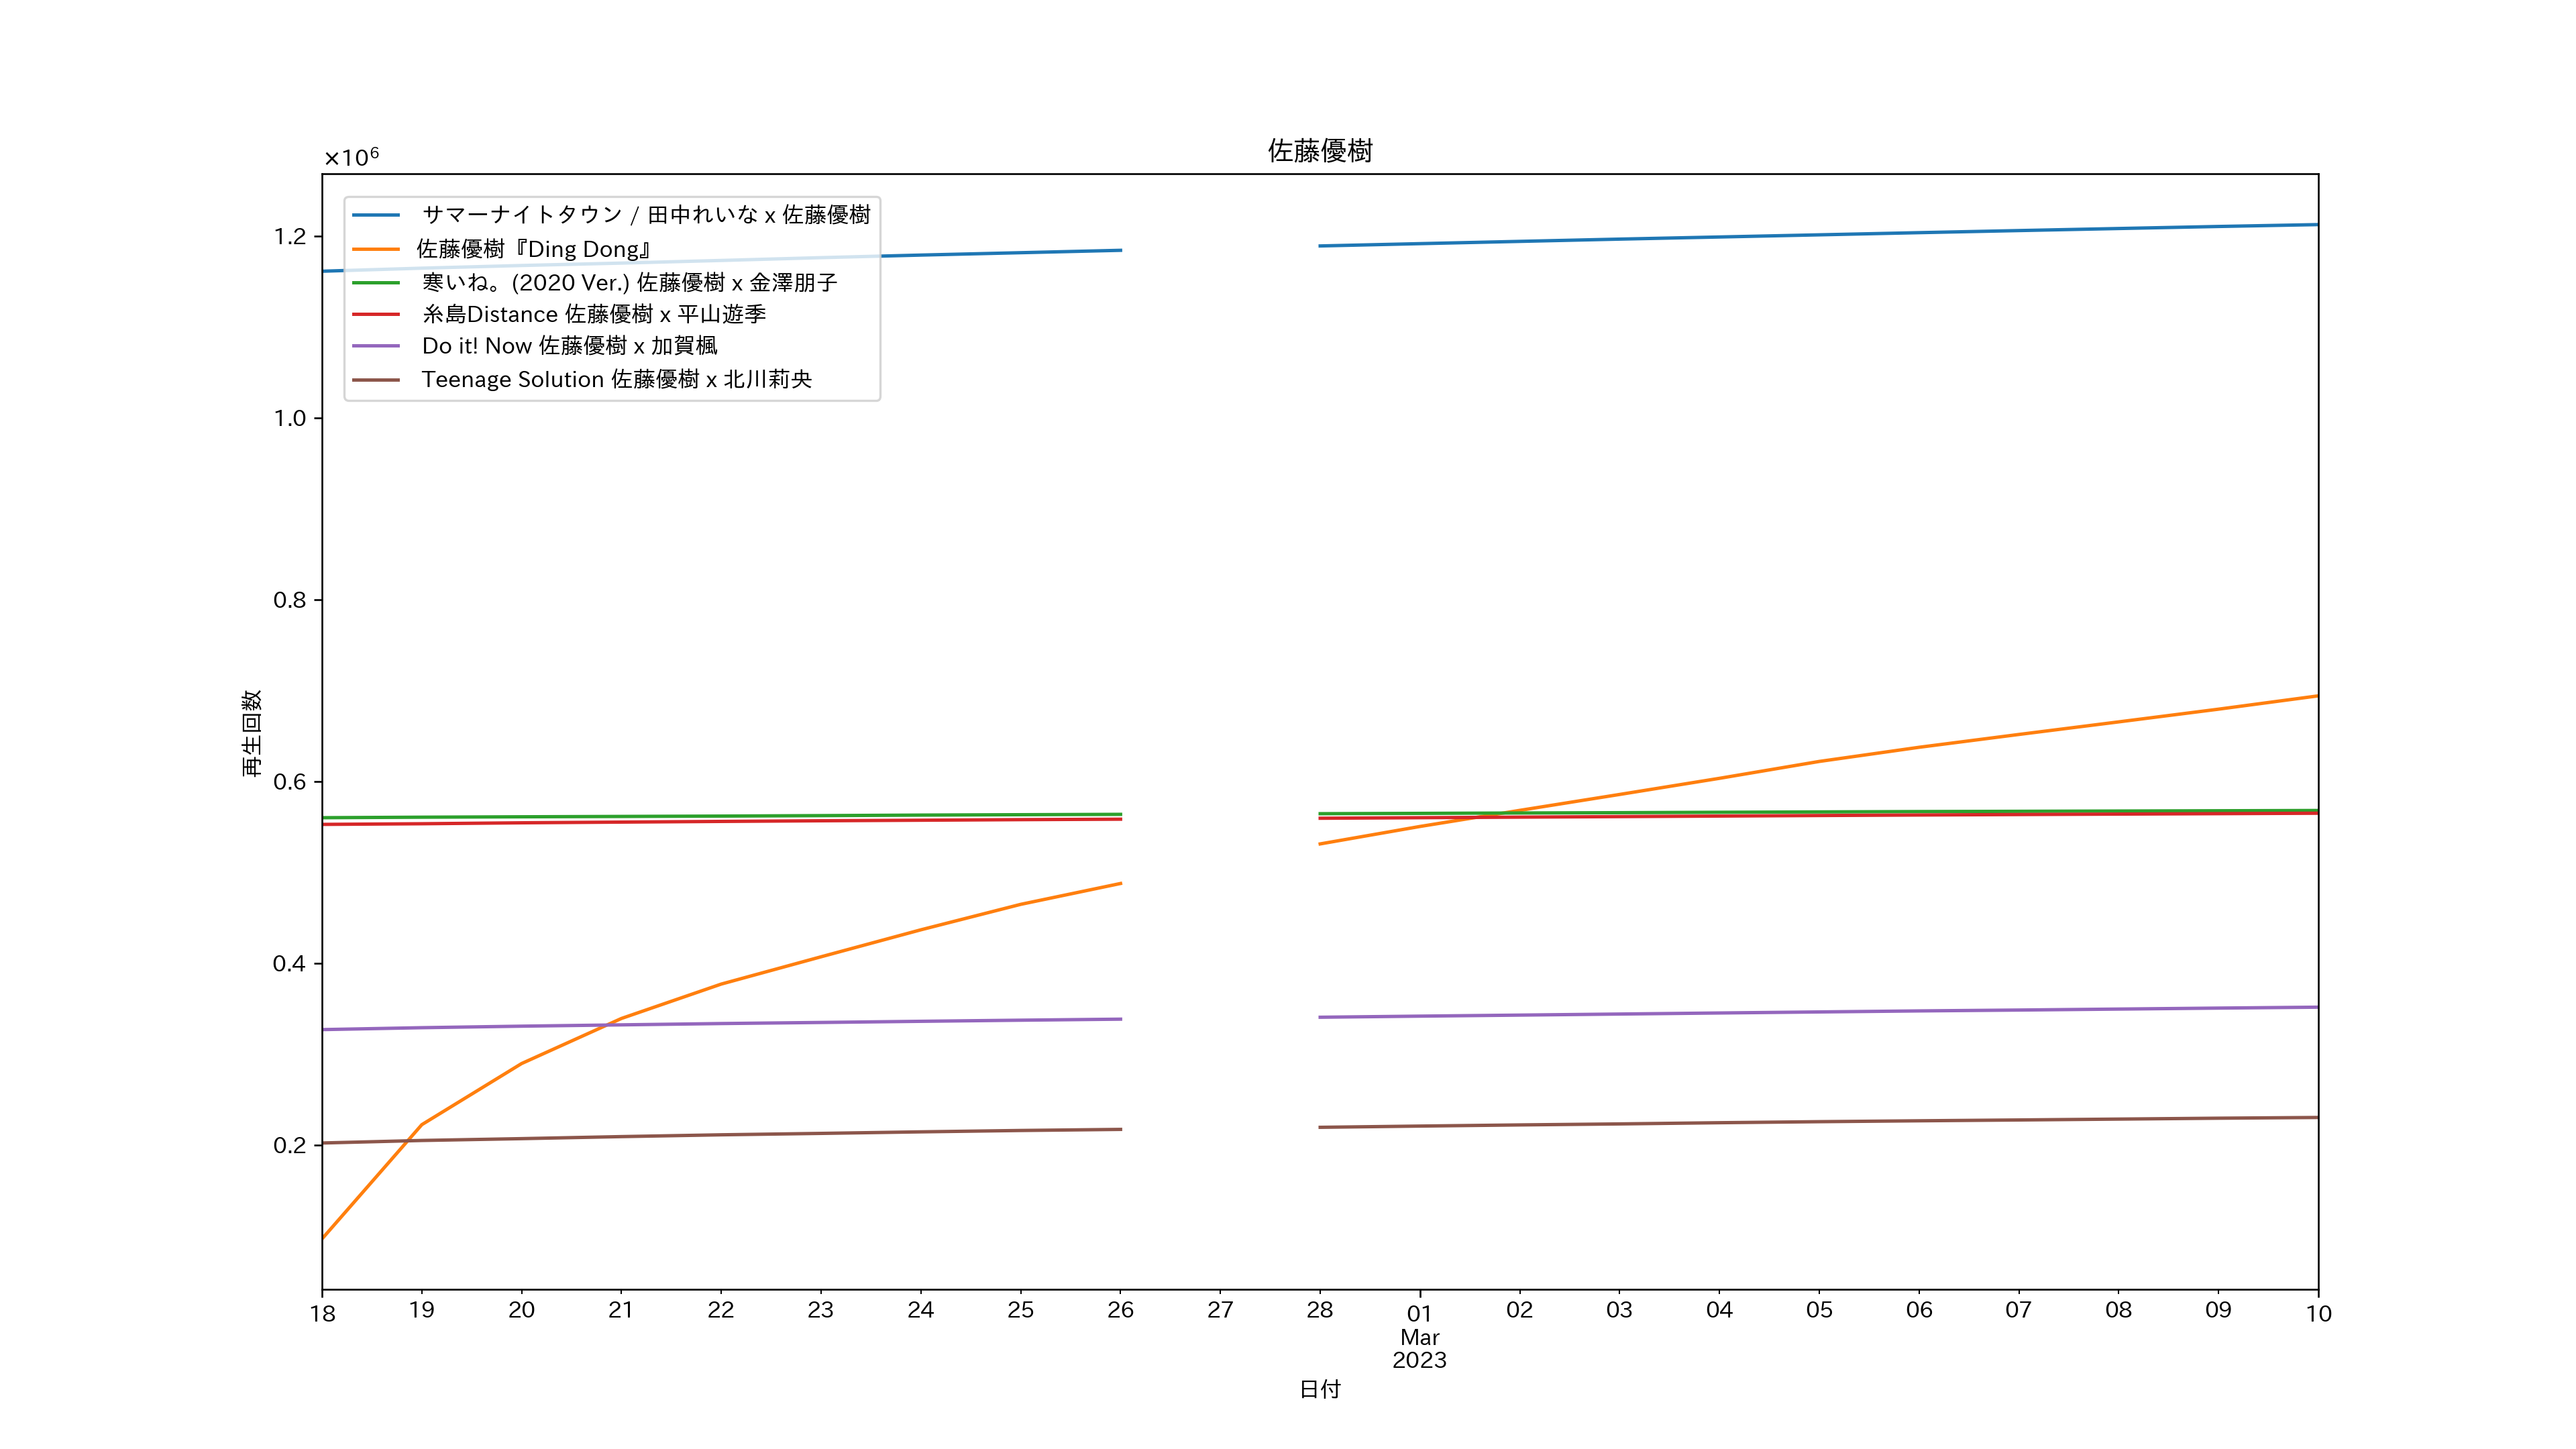 佐藤優樹
×10⁶
サマーナイトタウン / 田中れいな x 佐藤優樹
佐藤優樹『Ding Dong』
寒いね。(2020 Ver.) 佐藤優樹 x 金澤朋子
糸島Distance 佐藤優樹 x 平山遊季
Do it! Now 佐藤優樹 x 加賀楓
Teenage Solution 佐藤優樹 x 北川莉央
1.2
1.0
0.8
0.6
0.4
0.2
再生回数
18 19 20 21 22 23 24 25 26 27 28 01 02 03 04 05 06 07 08 09 10
Mar
2023
日付